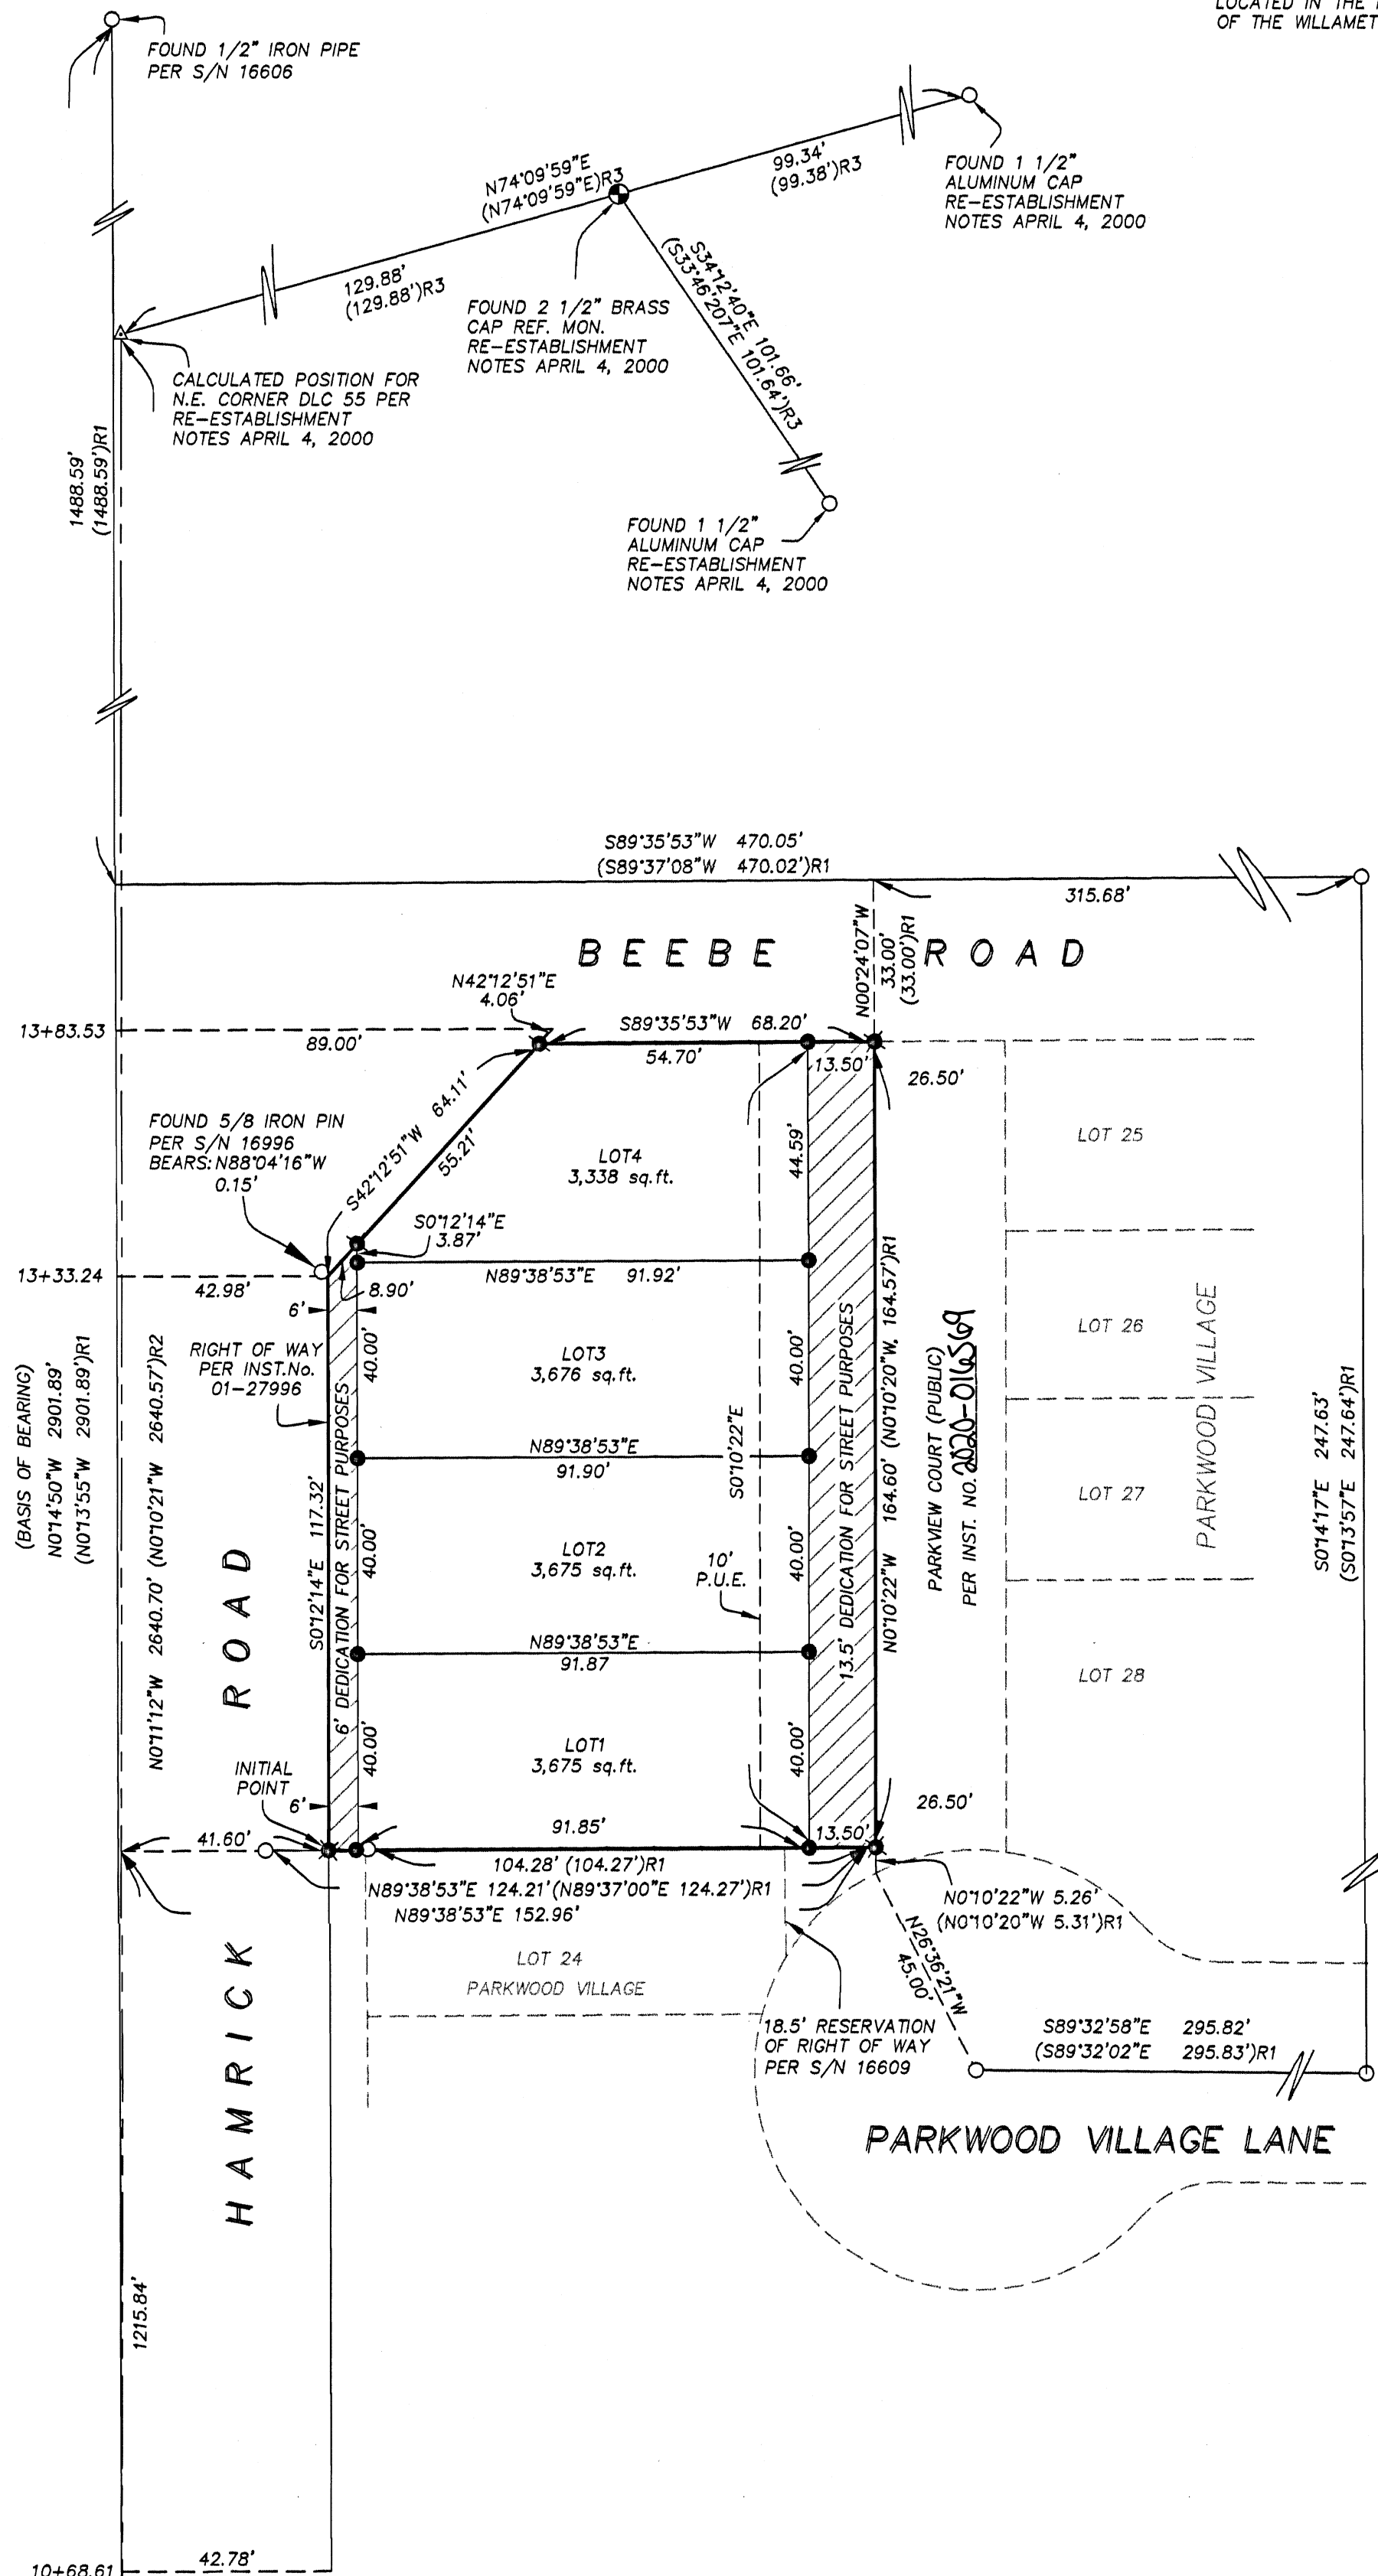 LOCATED IN THE
OF THE WILLAMET
FOUND 1/2" IRON PIPE
PER S/N 16606
N74°09'59"E
(N74°09'59"E)R3
99.34'
(99.38')R3
FOUND 1 1/2"
ALUMINUM CAP
RE-ESTABLISHMENT
NOTES APRIL 4, 2000
129.88'
(129.88')R3
FOUND 2 1/2" BRASS
CAP REF. MON.
RE-ESTABLISHMENT
NOTES APRIL 4, 2000
S34°12'40"E 101.66'
(S33°46'207"E 101.64')R3
CALCULATED POSITION FOR
N.E. CORNER DLC 55 PER
RE-ESTABLISHMENT
NOTES APRIL 4, 2000
1488.59'
(1488.59')R1
FOUND 1 1/2"
ALUMINUM CAP
RE-ESTABLISHMENT
NOTES APRIL 4, 2000
S89°35'53"W 470.05'
(S89°37'08"W 470.02')R1
315.68'
BEEBE ROAD
N00°24'07"W
33.00'
(33.00')R1
N42°12'51"E
4.06'
13+83.53
89.00'
S89°35'53"W 68.20'
54.70'
13.50'
26.50'
FOUND 5/8 IRON PIN
PER S/N 16996
BEARS: N88°04'16"W
0.15'
S42°12'51"W 64.11'
55.21'
LOT4
3,338 sq.ft.
44.59'
LOT 25
S0°12'14"E
3.87'
13+33.24
42.98'
8.90'
N89°38'53"E 91.92'
6'
RIGHT OF WAY
PER INST.No.
01-27996
40.00'
LOT3
3,676 sq.ft.
40.00'
LOT 26
PARKWOOD VILLAGE
(BASIS OF BEARING)
N0°14'50"W 2901.89'
(N0°13'55"W 2901.89')R1
N0°11'12"W 2640.70' (N0°10'21"W 2640.57')R2
S0°12'14"E 117.32'
6' DEDICATION FOR STREET PURPOSES
N89°38'53"E
91.90'
S0°10'22"E
13.5' DEDICATION FOR STREET PURPOSES
N0°10'22"W 164.60' (N0°10'20"W, 164.57')R1
PARKVIEW COURT (PUBLIC)
PER INST. NO. 2020-016569
LOT 27
S0°14'17"E 247.63'
(S0°13'57"E 247.64')R1
40.00'
LOT2
3,675 sq.ft.
10'
P.U.E.
40.00'
N89°38'53"E
91.87
LOT 28
40.00'
LOT1
3,675 sq.ft.
40.00'
INITIAL
POINT
6'
41.60'
91.85'
13.50'
26.50'
104.28' (104.27')R1
N89°38'53"E 124.21' (N89°37'00"E 124.27')R1
N89°38'53"E 152.96'
N0°10'22"W 5.26'
(N0°10'20"W 5.31')R1
LOT 24
PARKWOOD VILLAGE
N26°36'21"W
45.00'
18.5' RESERVATION
OF RIGHT OF WAY
PER S/N 16609
S89°32'58"E 295.82'
(S89°32'02"E 295.83')R1
HAMRICK ROAD
PARKWOOD VILLAGE LANE
1215.84'
10+68.61
42.78'